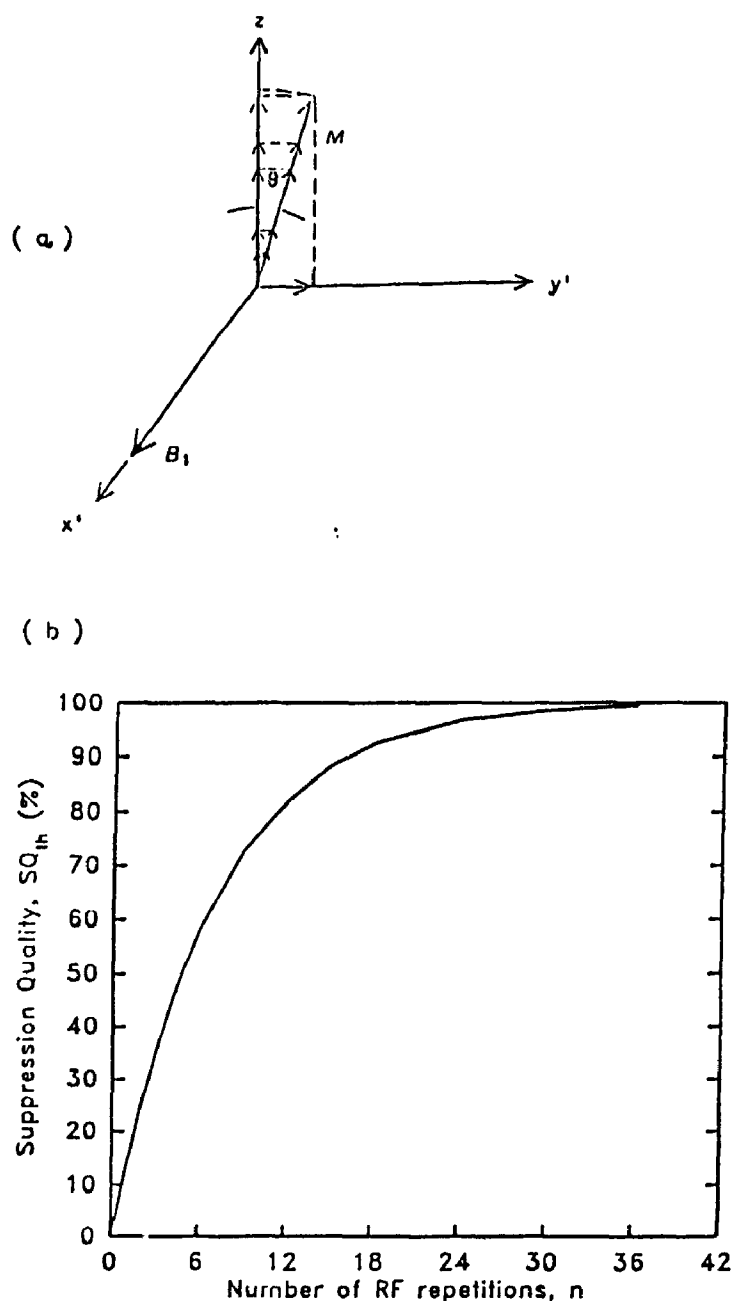 z
M
θ
( a )
y'
B₁
x'
( b )
100
90
80
70
60
50
40
30
20
10
0
Suppression Quality, SQ_th (%)
0 6 12 18 24 30 36 42
Number of RF repetitions, n